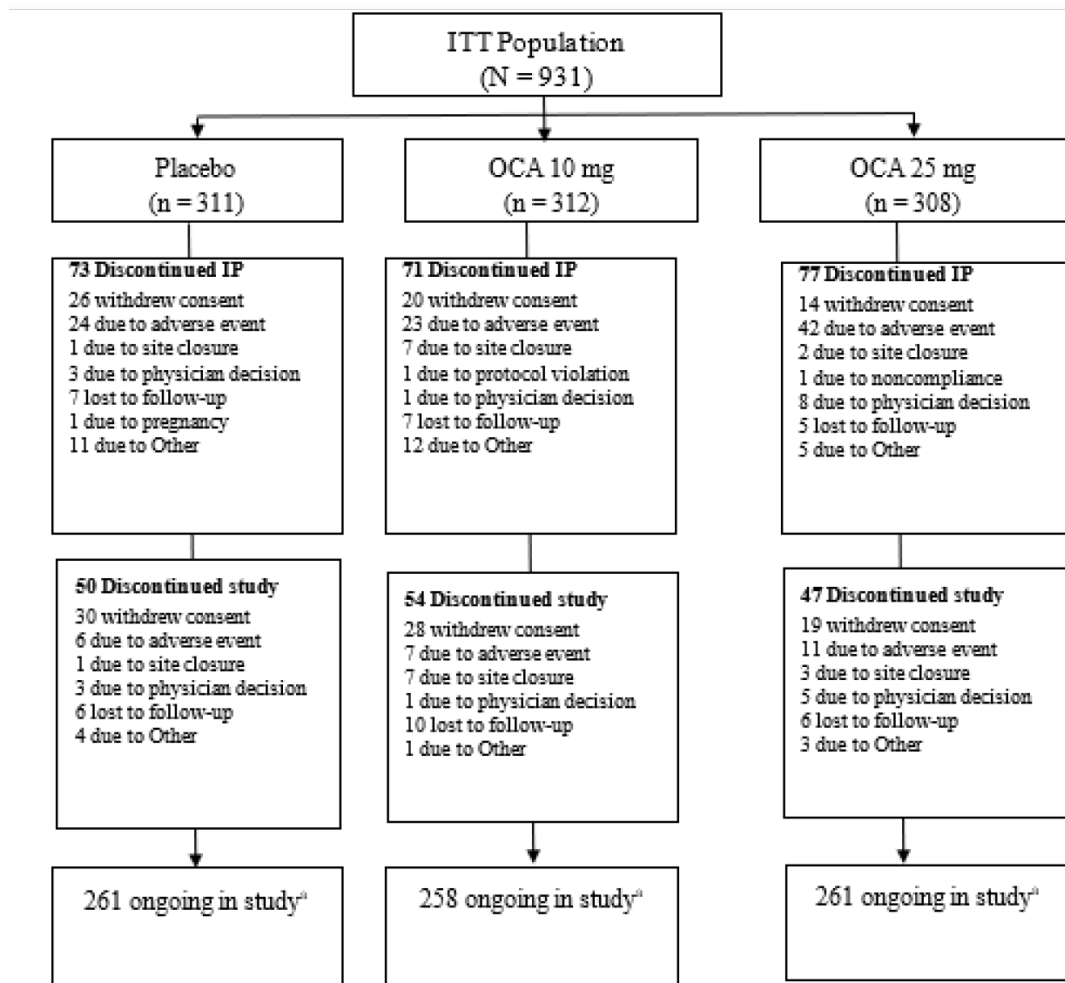 ITT Population
(N = 931)
Placebo
(n = 311)
OCA 10 mg
(n = 312)
OCA 25 mg
(n = 308)
73 Discontinued IP
26 withdrew consent
24 due to adverse event
1 due to site closure
3 due to physician decision
7 lost to follow-up
1 due to pregnancy
11 due to Other
71 Discontinued IP
20 withdrew consent
23 due to adverse event
7 due to site closure
1 due to protocol violation
1 due to physician decision
7 lost to follow-up
12 due to Other
77 Discontinued IP
14 withdrew consent
42 due to adverse event
2 due to site closure
1 due to noncompliance
8 due to physician decision
5 lost to follow-up
5 due to Other
50 Discontinued study
30 withdrew consent
6 due to adverse event
1 due to site closure
3 due to physician decision
6 lost to follow-up
4 due to Other
54 Discontinued study
28 withdrew consent
7 due to adverse event
7 due to site closure
1 due to physician decision
10 lost to follow-up
1 due to Other
47 Discontinued study
19 withdrew consent
11 due to adverse event
3 due to site closure
5 due to physician decision
6 lost to follow-up
3 due to Other
261 ongoing in studyᵃ
258 ongoing in studyᵃ
261 ongoing in studyᵃ